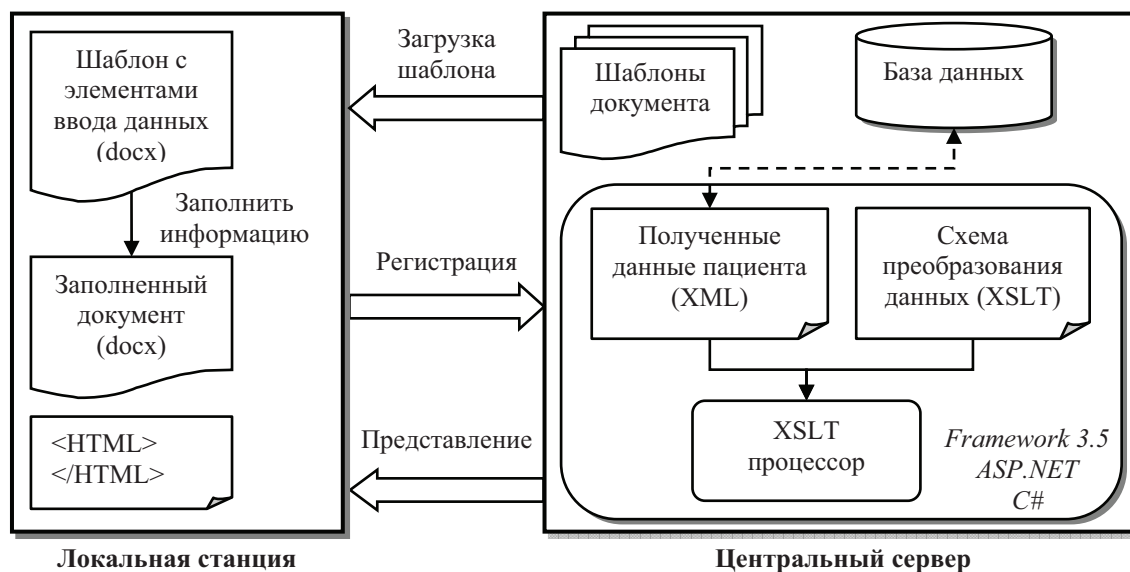 Шаблон с
элементами
ввода данных
(docx)
Заполнить
информацию
Заполненный
документ
(docx)
<HTML>
</HTML>
Локальная станция
Загрузка
шаблона
Регистрация
Представление
Шаблоны
документа
База данных
Полученные
данные пациента
(XML)
Схема
преобразования
данных (XSLT)
XSLT
процессор
Framework 3.5
ASP.NET
C#
Центральный сервер